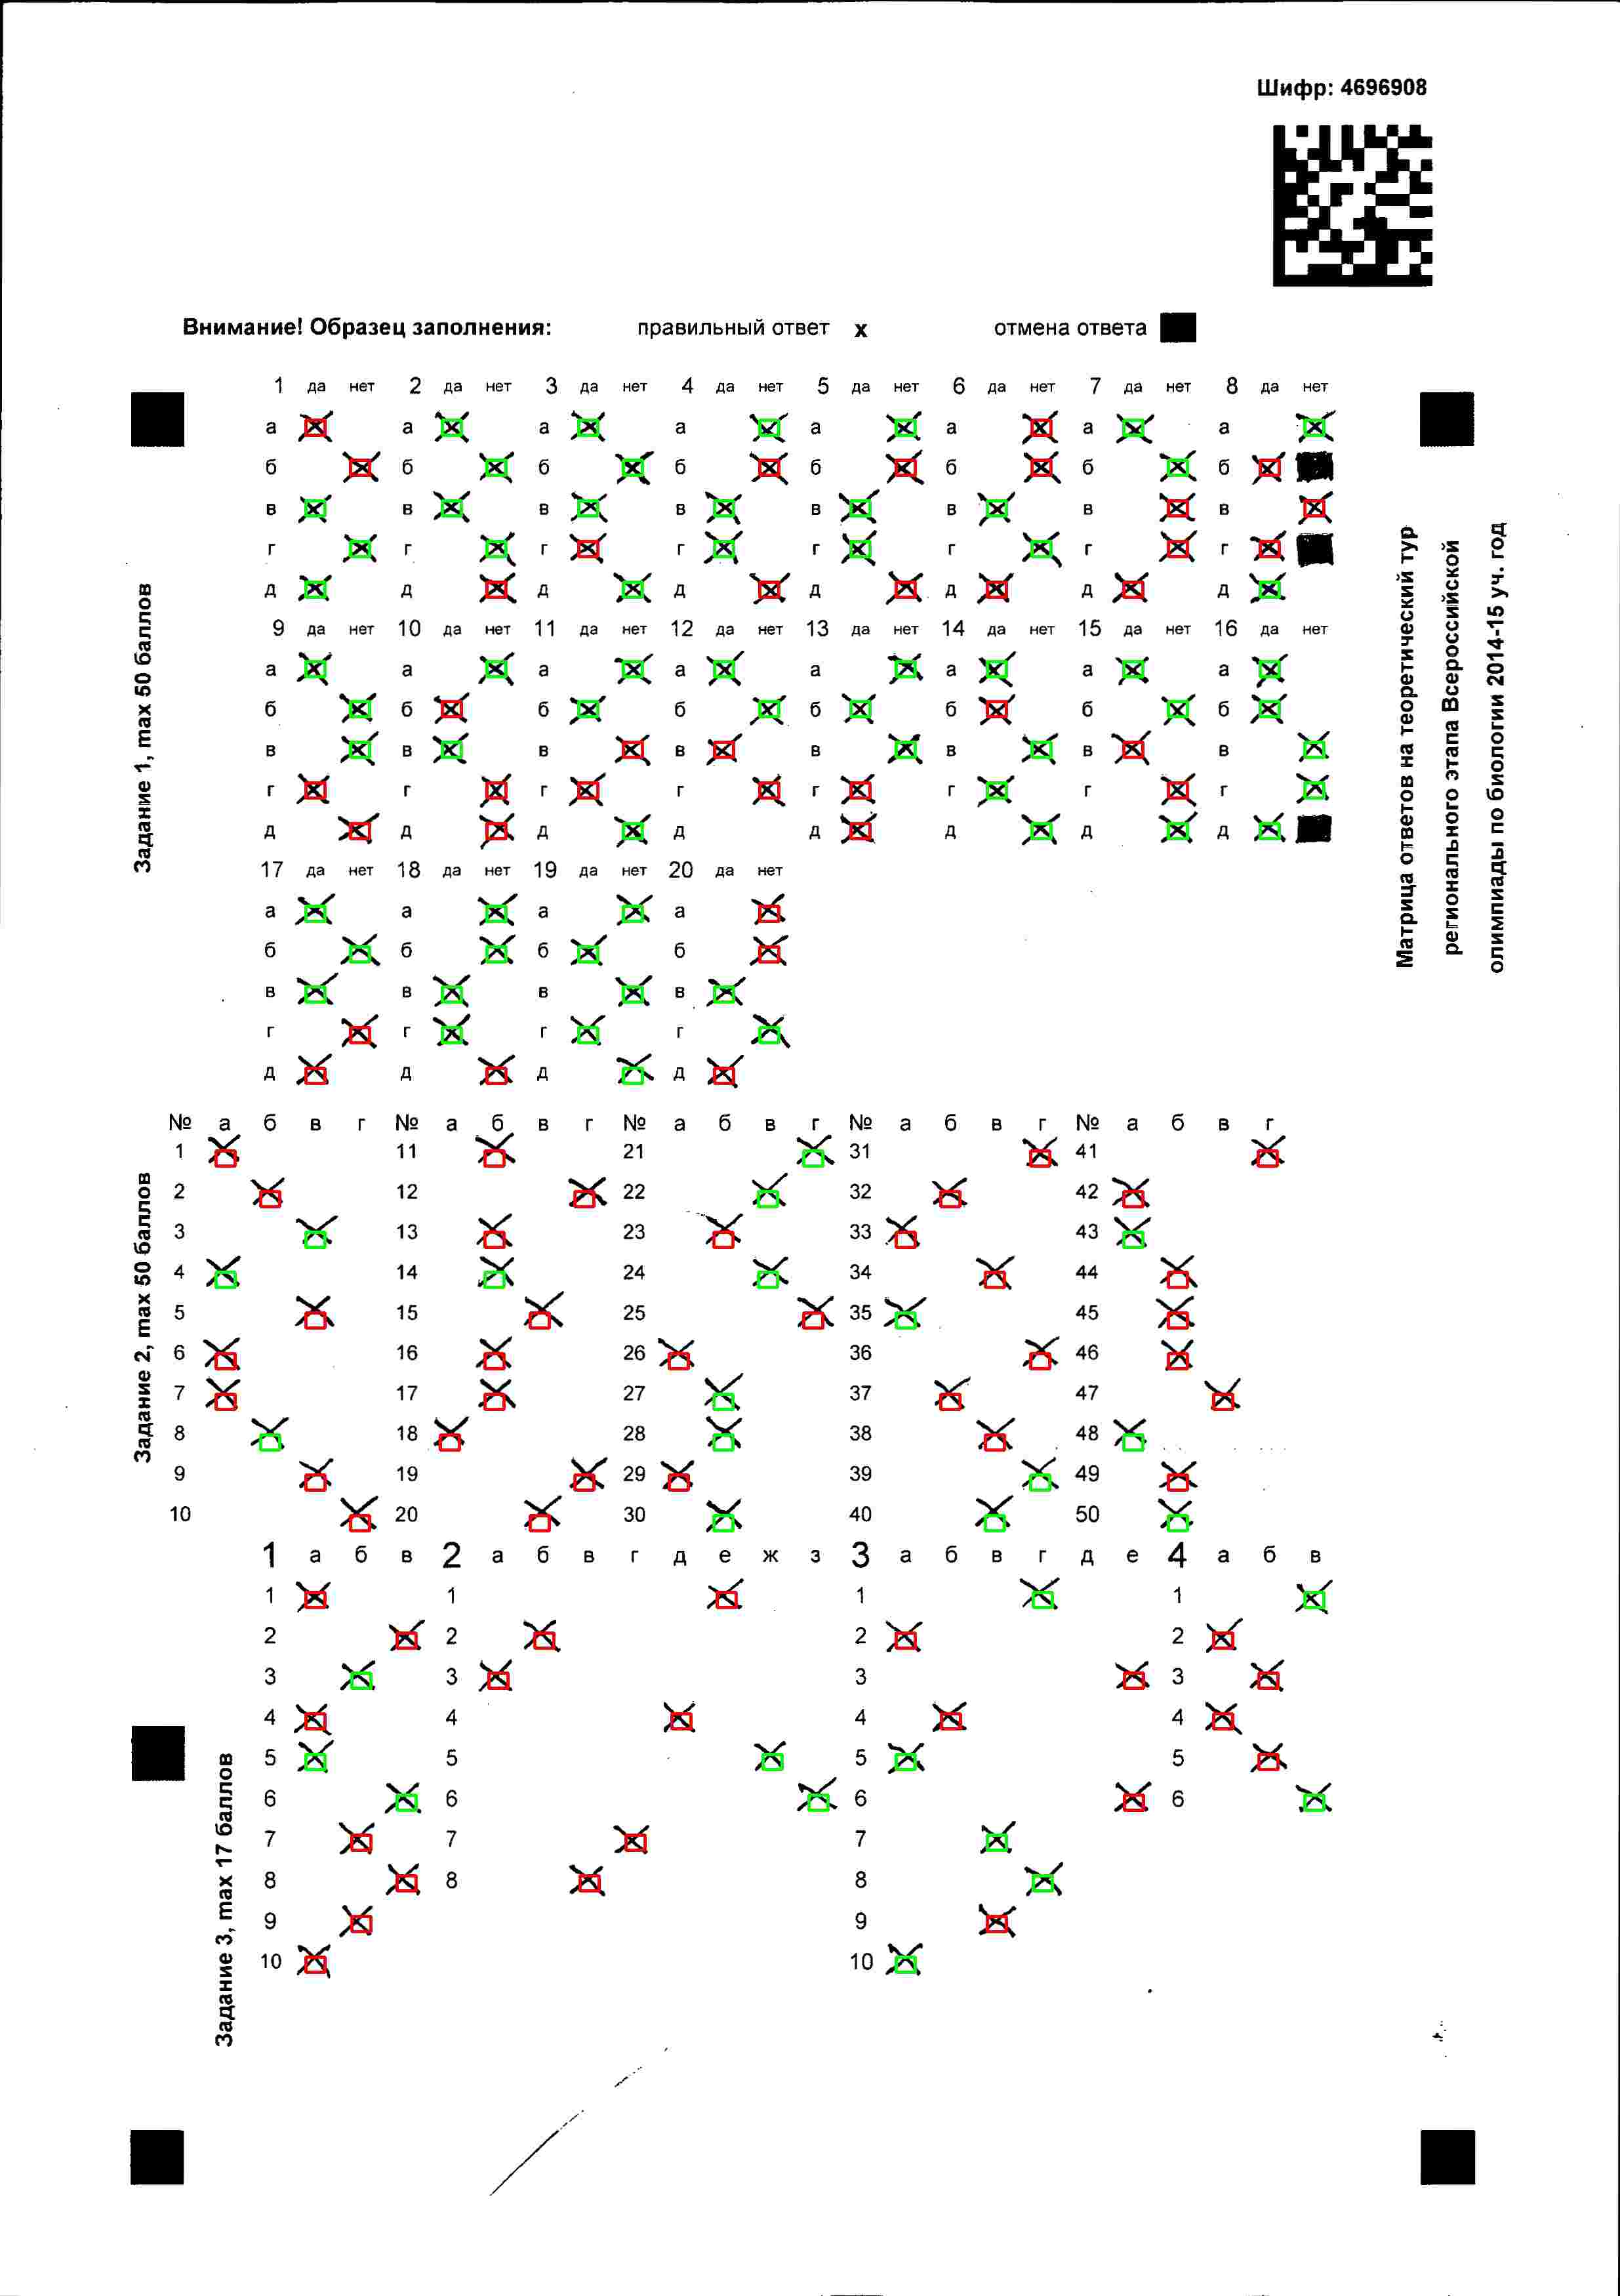 Шифр: 4696908
Внимание! Образец заполнения: правильный ответ x отмена ответа
1 да нет 2 да нет 3 да нет 4 да нет 5 да нет 6 да нет 7 да нет 8 да нет
а а а а а а а а
б б б б б б б б
в в в в в в в в
г г г г г г г г
д д д д д д д д
9 да нет 10 да нет 11 да нет 12 да нет 13 да нет 14 да нет 15 да нет 16 да нет
а а а а а а а а
б б б б б б б б
в в в в в в в в
г г г г г г г г
д д д д д д д д
17 да нет 18 да нет 19 да нет 20 да нет
а а а а
б б б б
в в в в
г г г г
д д д д
Задание 1, max 50 баллов
Матрица ответов на теоретический тур
регионального этапа Всероссийской
олимпиады по биологии 2014-15 уч. год
№ а б в г № а б в г № а б в г № а б в г № а б в г
1 11 21 31 41
2 12 22 32 42
3 13 23 33 43
4 14 24 34 44
5 15 25 35 45
6 16 26 36 46
7 17 27 37 47
8 18 28 38 48
9 19 29 39 49
10 20 30 40 50
Задание 2, max 50 баллов
1 а б в 2 а б в г д е ж з 3 а б в г д е 4 а б в
1 1 1 1
2 2 2 2
3 3 3 3
4 4 4 4
5 5 5 5
6 6 6 6
7 7 7
8 8 8
9 9
10 10
Задание 3, max 17 баллов